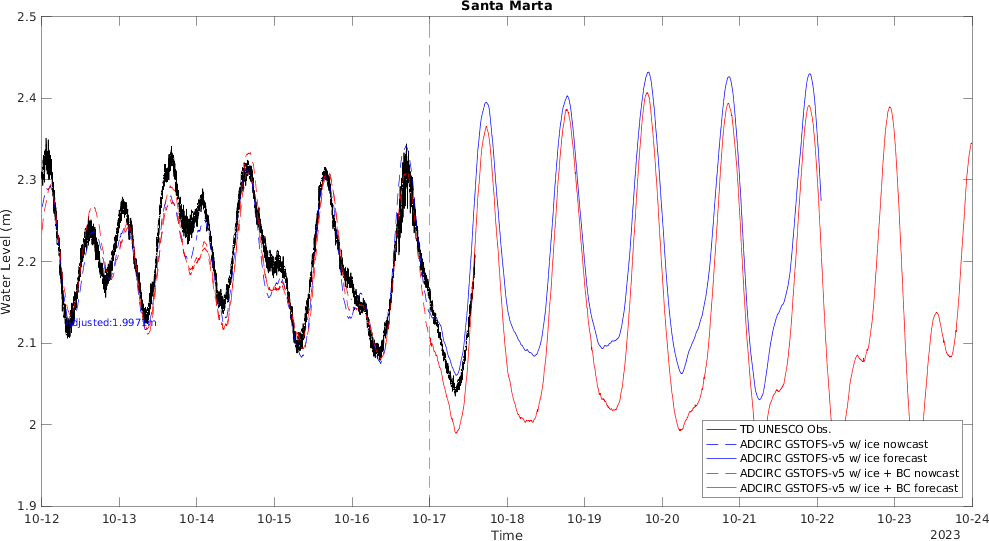 Santa Marta
2.5
2.4
2.3
2.2
2.1
2
1.9
Water Level (m)
TD UNESCO Obs.
ADCIRC GSTOFS-v5 w/ ice nowcast
ADCIRC GSTOFS-v5 w/ ice forecast
ADCIRC GSTOFS-v5 w/ ice + BC nowcast
ADCIRC GSTOFS-v5 w/ ice + BC forecast
10-12 10-13 10-14 10-15 10-16 10-17 10-18 10-19 10-20 10-21 10-22 10-23 10-24
Time
2023